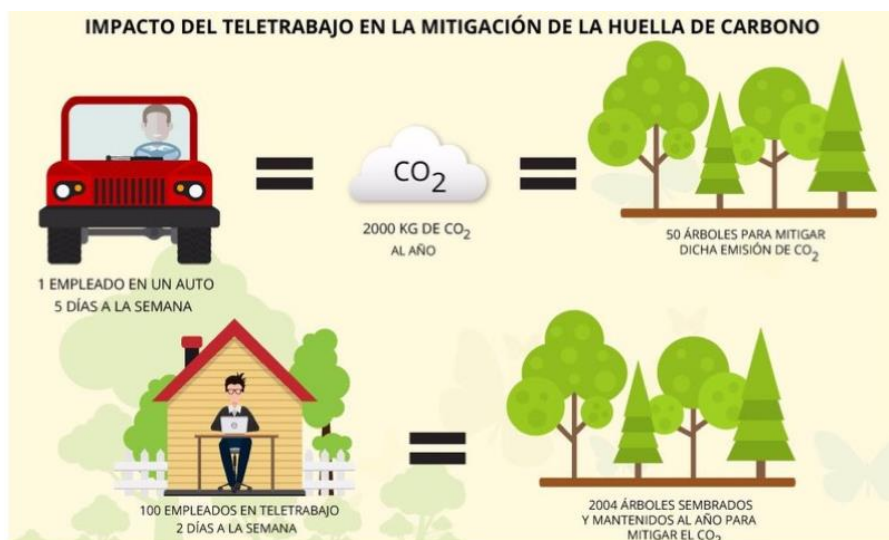 IMPACTO DEL TELETRABAJO EN LA MITIGACIÓN DE LA HUELLA DE CARBONO
CO2
2000 KG DE CO2
AL AÑO
50 ÁRBOLES PARA MITIGAR
DICHA EMISIÓN DE CO2
1 EMPLEADO EN UN AUTO
5 DÍAS A LA SEMANA
100 EMPLEADOS EN TELETRABAJO
2 DÍAS A LA SEMANA
2004 ÁRBOLES SEMBRADOS
Y MANTENIDOS AL AÑO PARA
MITIGAR EL CO2